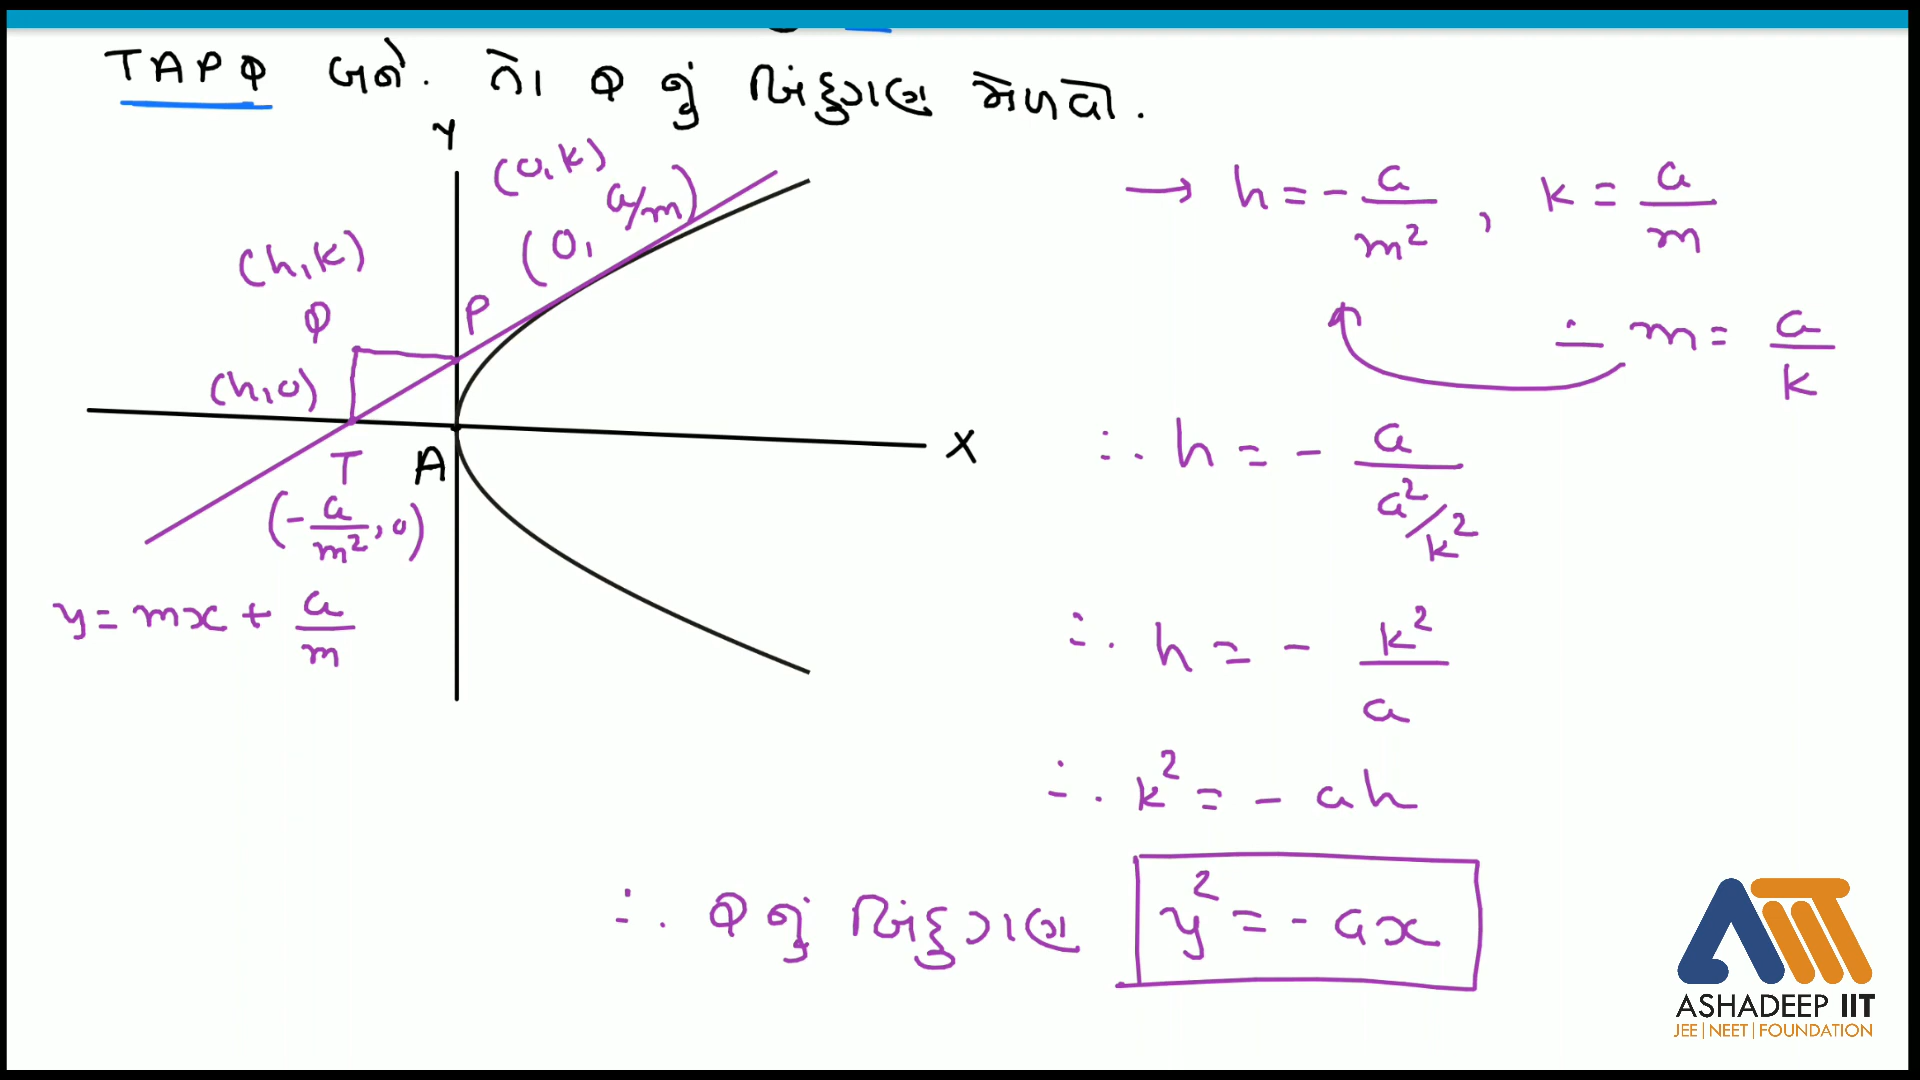 TAPQ બને. તો Q નું બિંદુગણ મેળવો.
Y
(0, k)
(0, a/m)
(h, k)
Q
P
(h, 0)
X
T
A
(-a/m², 0)
y = mx + a/m
→ h = - a/m² , k = a/m
∴ m = a/k
∴ h = - a/(a²/k²)
∴ h = - k²/a
∴ k² = - ah
∴ Q નું બિંદુગણ y² = - ax
ASHADEEP IIT
JEE | NEET | FOUNDATION